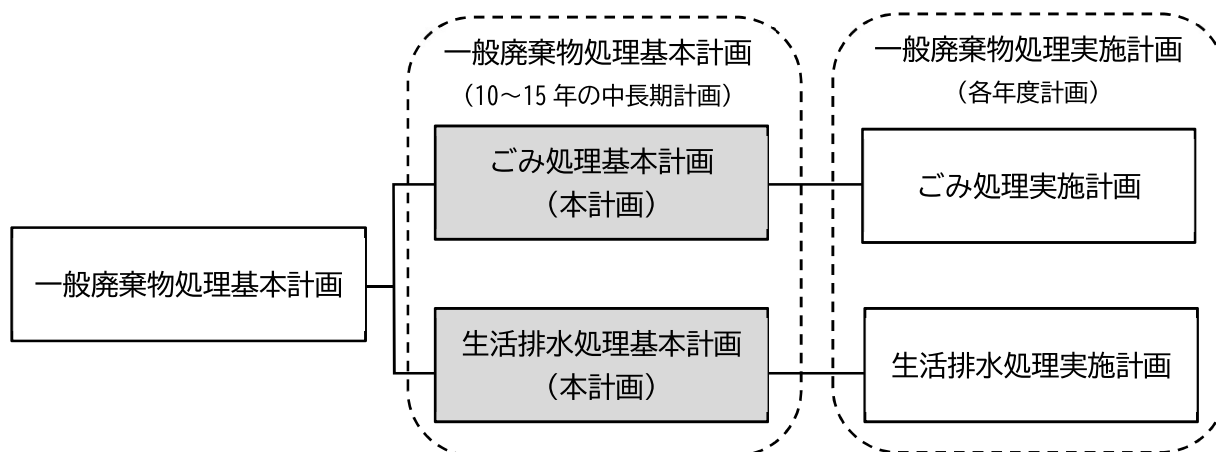 一般廃棄物処理基本計画
（10～15 年の中長期計画）
一般廃棄物処理実施計画
（各年度計画）
ごみ処理基本計画
（本計画）
ごみ処理実施計画
一般廃棄物処理基本計画
生活排水処理基本計画
（本計画）
生活排水処理実施計画